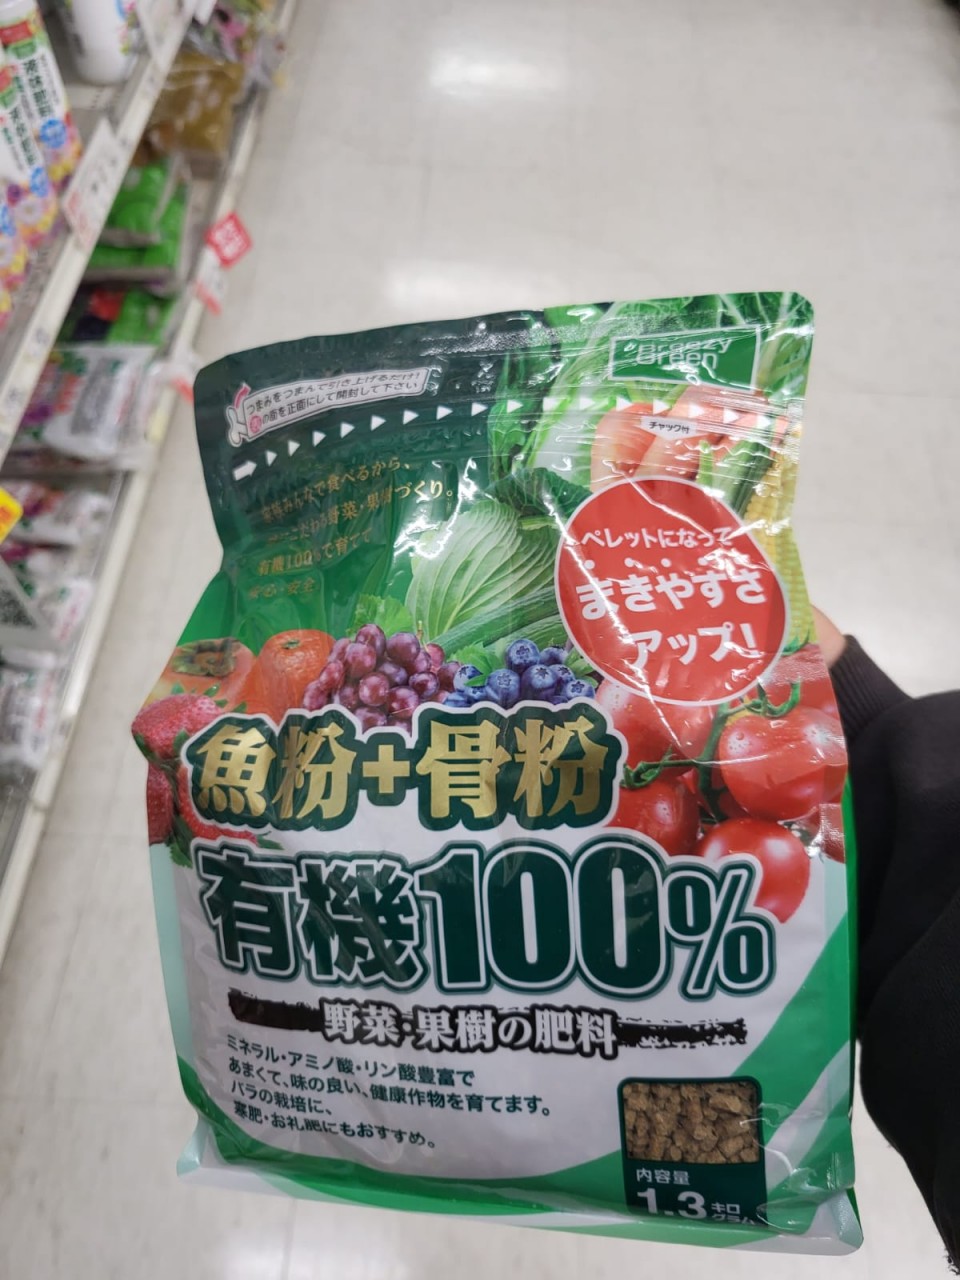 Breezy
Green
つまみをつまんで引き上げるだけ!
の面を正面にして開封して下さい
チャック付
家族みんなで食べるから、
こだわる野菜・果樹づくり。
有機100%で育てて
安心・安全
ペレットになって
まきやすさ
アップ!
魚粉+骨粉
有機100%
野菜・果樹の肥料
ミネラル・アミノ酸・リン酸豊富で
あまくて、味の良い、健康作物を育てます。
バラの栽培に、
寒肥・お礼肥にもおすすめ。
内容量
1.3キロ
グラム